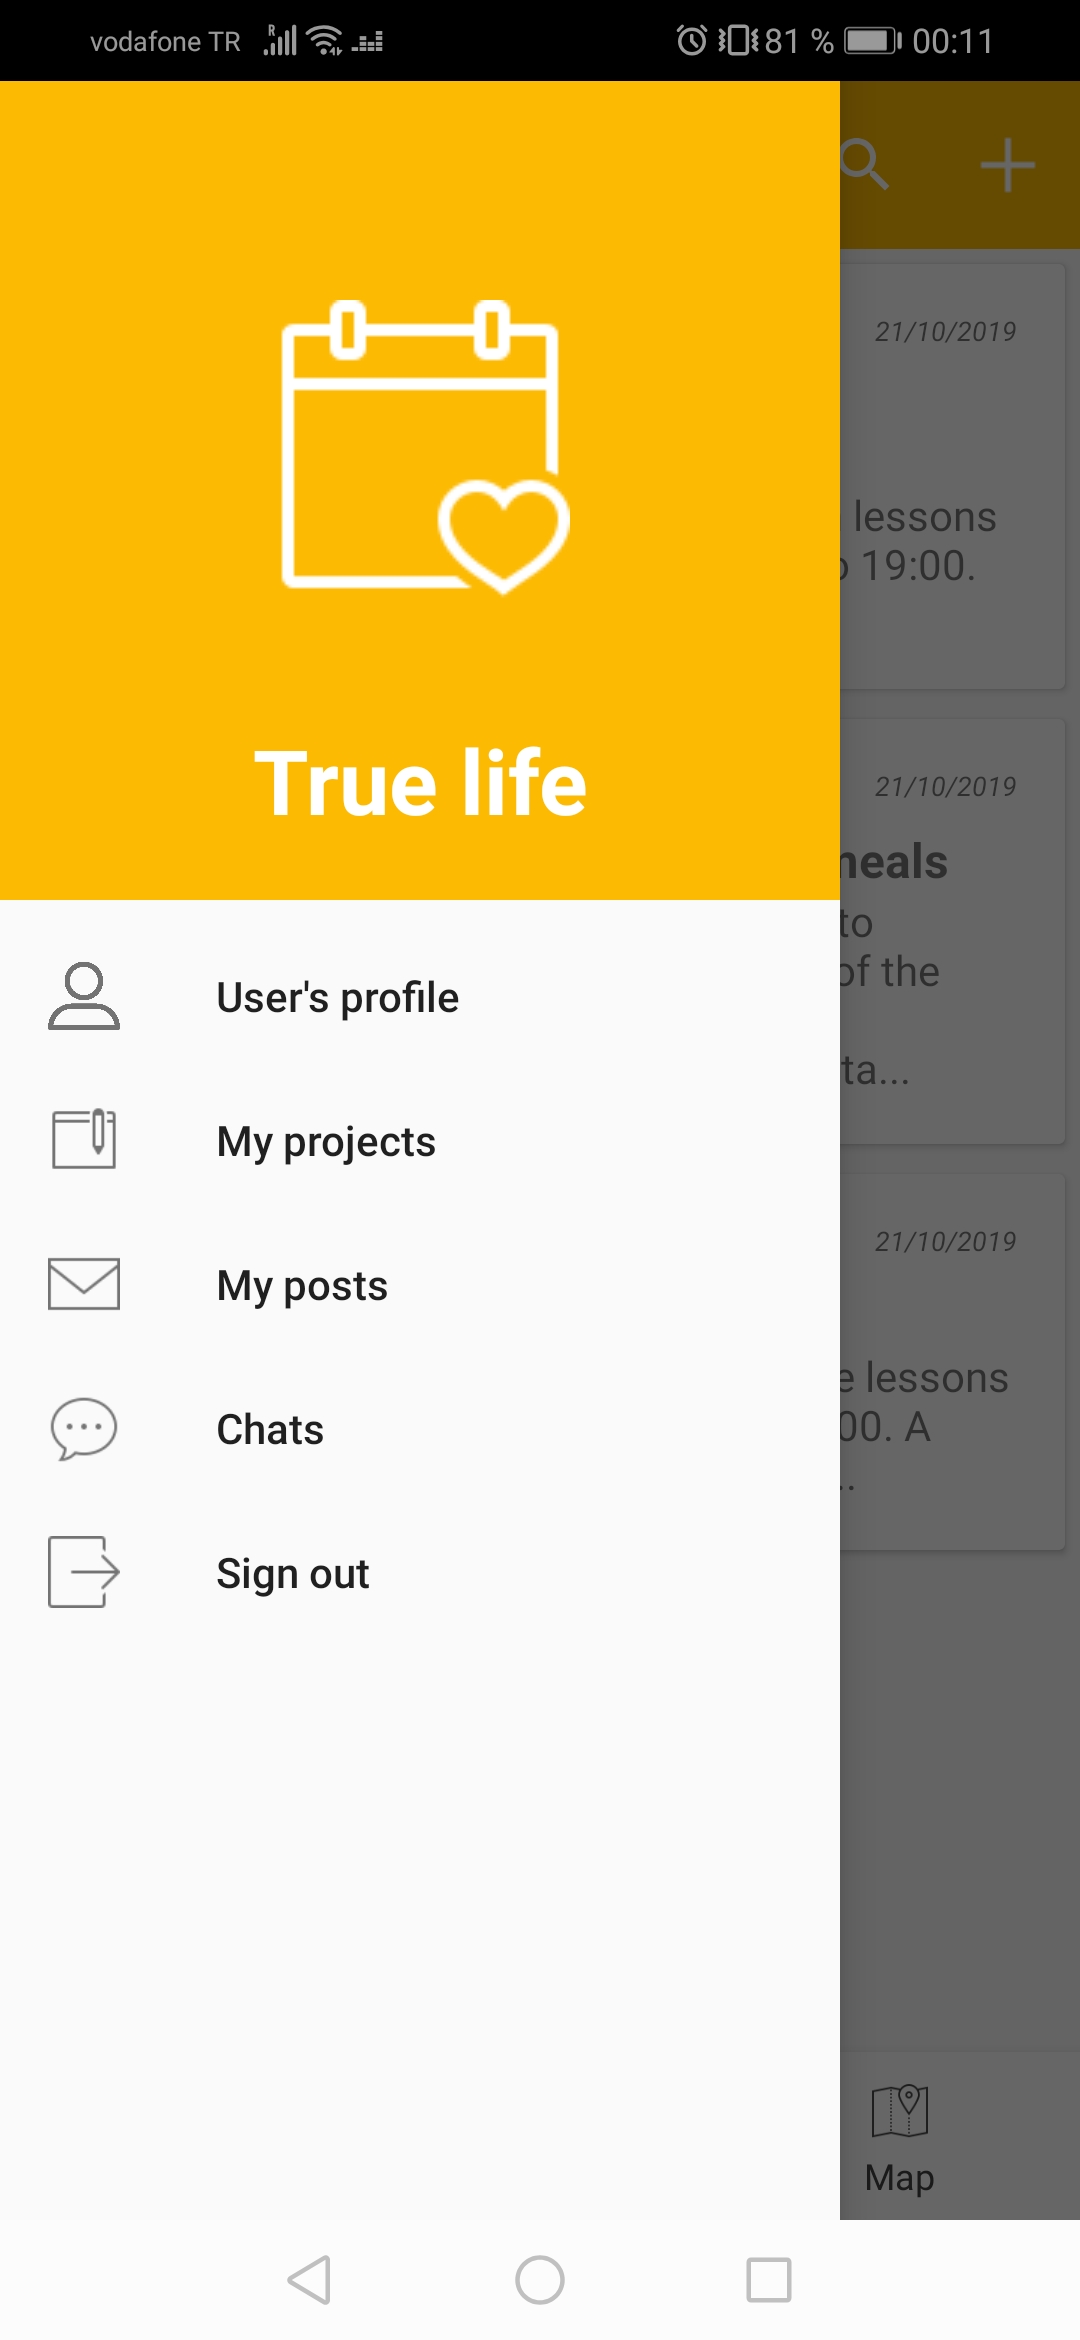 vodafone TR
81 %
00:11
21/10/2019
lessons
19:00.
True life
21/10/2019
to
of the
ta...
User's profile
My projects
My posts
Chats
Sign out
21/10/2019
lessons
00. A
Map